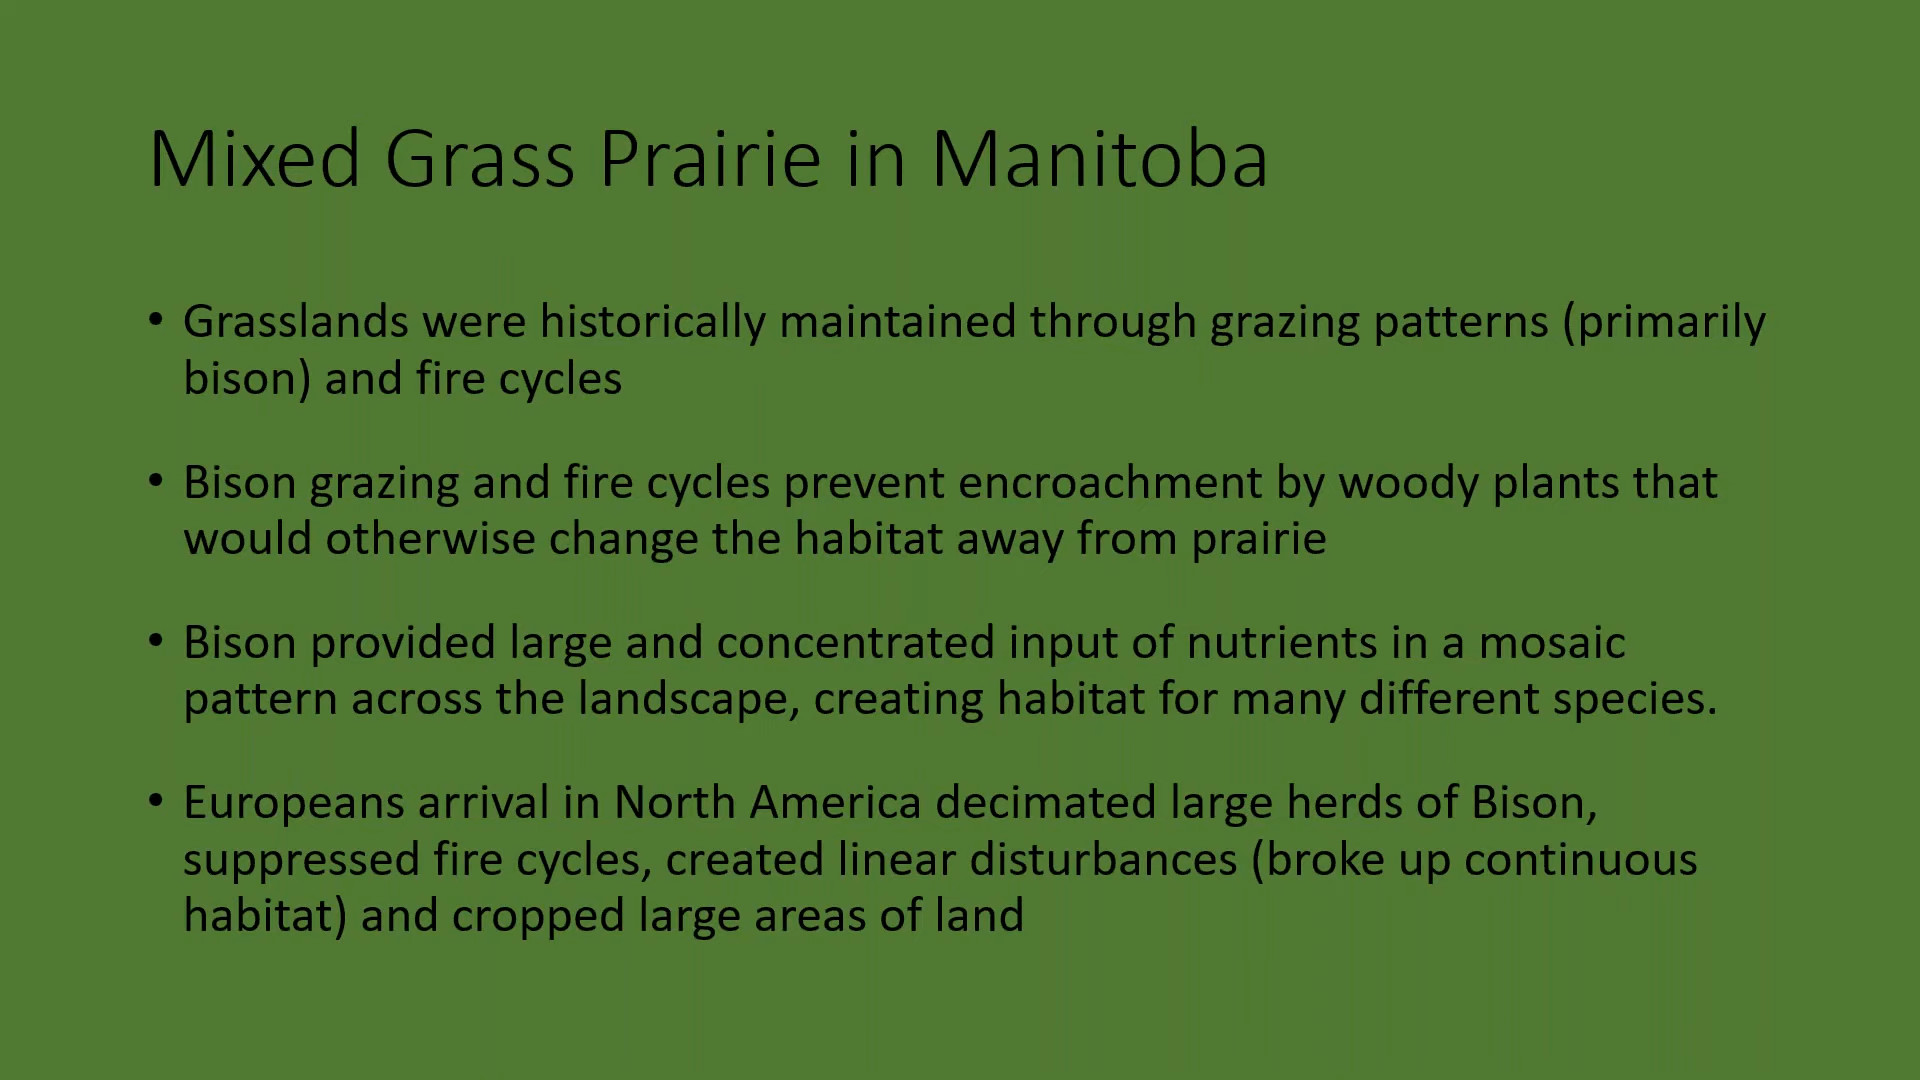 Mixed Grass Prairie in Manitoba
• Grasslands were historically maintained through grazing patterns (primarily
bison) and fire cycles
• Bison grazing and fire cycles prevent encroachment by woody plants that
would otherwise change the habitat away from prairie
• Bison provided large and concentrated input of nutrients in a mosaic
pattern across the landscape, creating habitat for many different species.
• Europeans arrival in North America decimated large herds of Bison,
suppressed fire cycles, created linear disturbances (broke up continuous
habitat) and cropped large areas of land